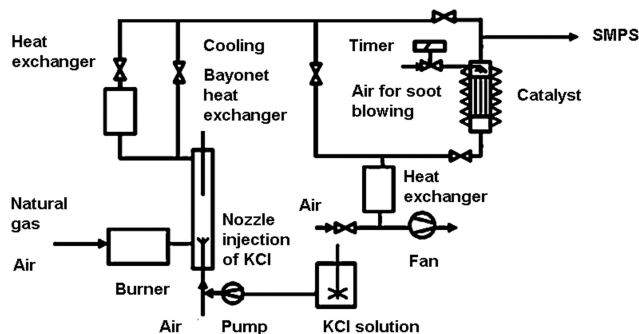 Heat
exchanger
Cooling
Bayonet
heat
exchanger
Timer
Air for soot
blowing
SMPS
Catalyst
Natural
gas
Air
Burner
Nozzle
injection
of KCl
Air
Pump
KCl solution
Air
Heat
exchanger
Fan